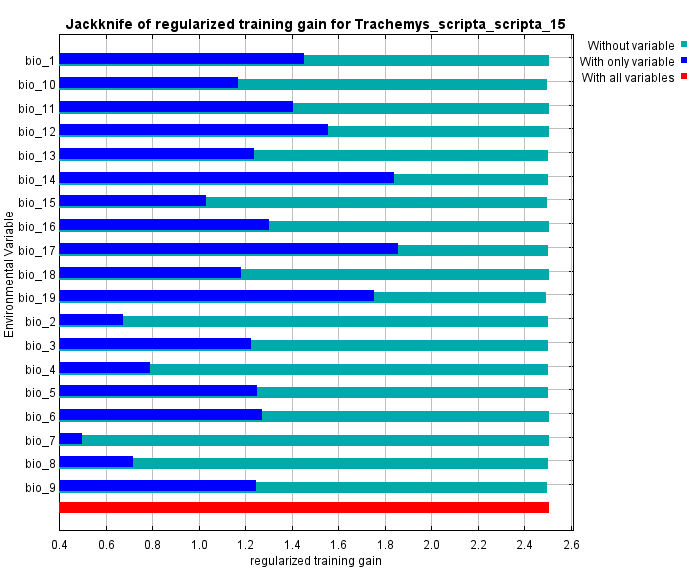 Jackknife of regularized training gain for Trachemys_scripta_scripta_15
Without variable
With only variable
With all variables
Environmental Variable
bio_1
bio_10
bio_11
bio_12
bio_13
bio_14
bio_15
bio_16
bio_17
bio_18
bio_19
bio_2
bio_3
bio_4
bio_5
bio_6
bio_7
bio_8
bio_9
0.4 0.6 0.8 1.0 1.2 1.4 1.6 1.8 2.0 2.2 2.4 2.6
regularized training gain